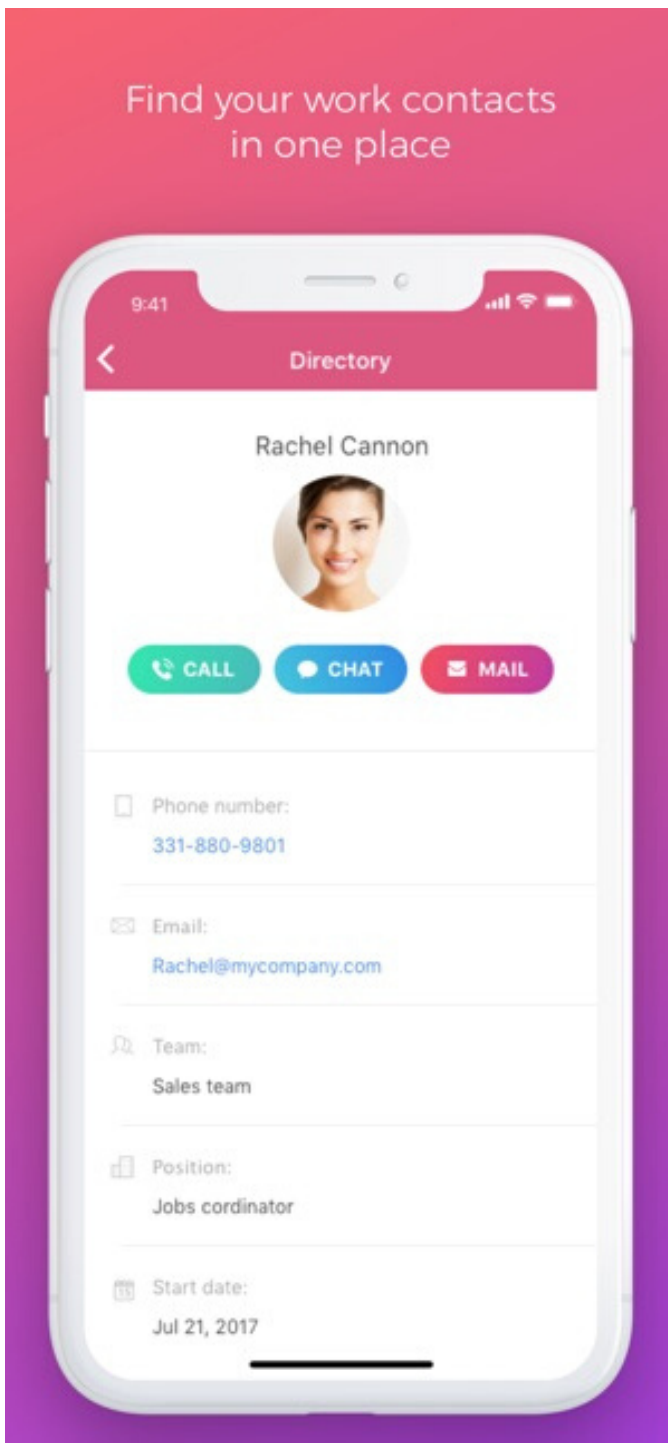 Find your work contacts
in one place
9:41
Directory
Rachel Cannon
CALL CHAT MAIL
Phone number:
331-880-9801
Email:
Rachel@mycompany.com
Team:
Sales team
Position:
Jobs cordinator
Start date:
Jul 21, 2017